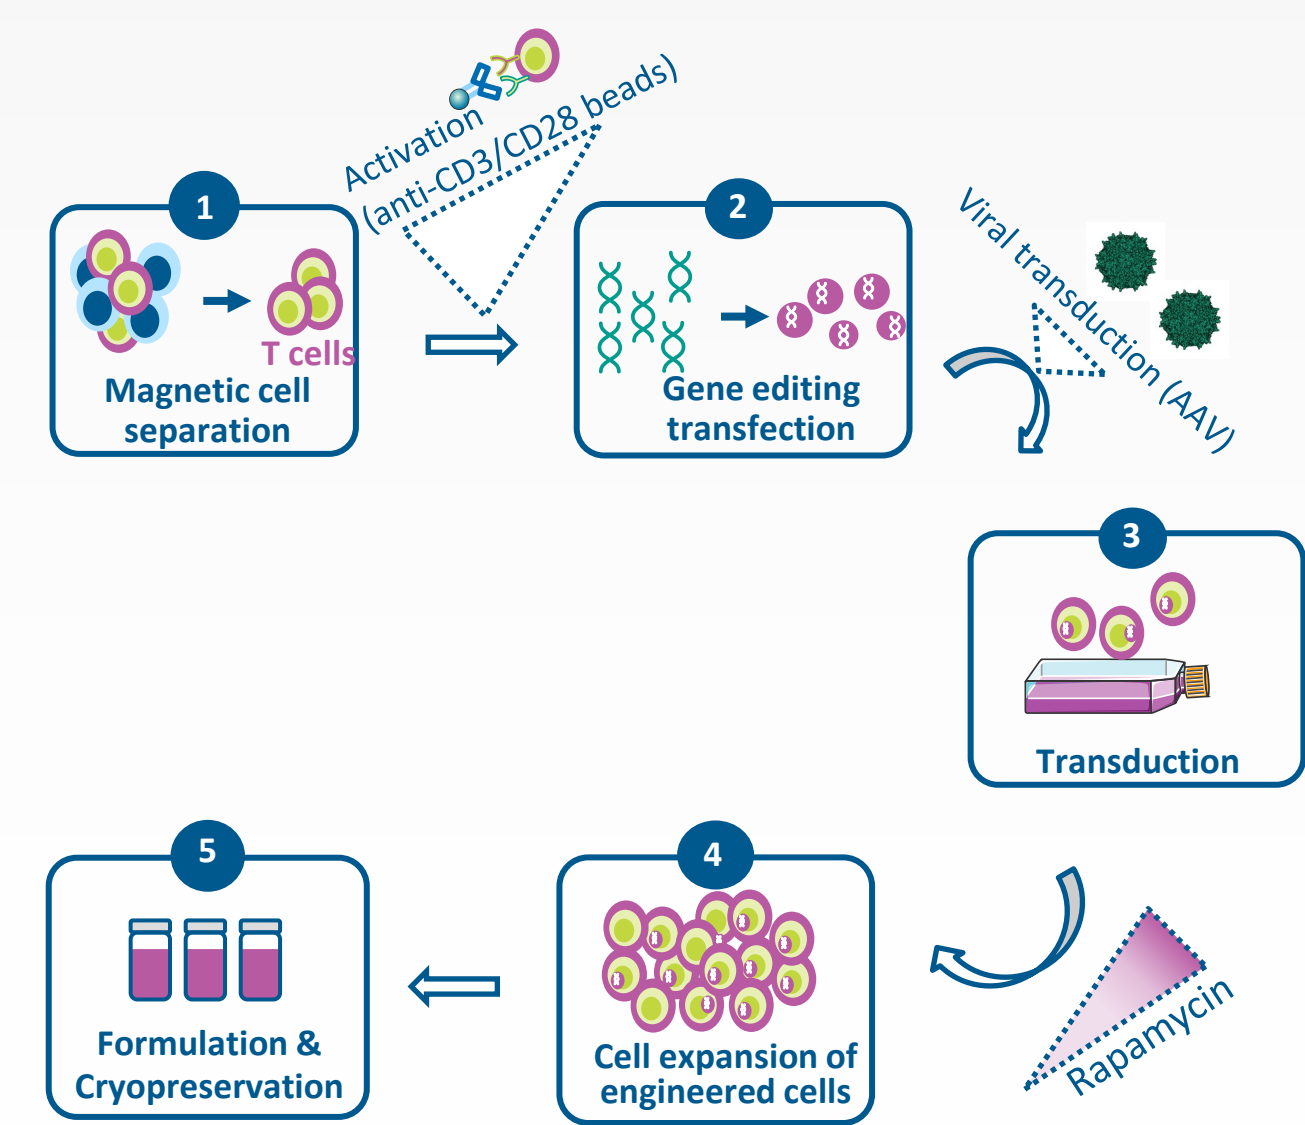 Activation
(anti-CD3/CD28 beads)
1
T cells
Magnetic cell
separation
2
Gene editing
transfection
Viral transduction (AAV)
3
Transduction
Rapamycin
4
Cell expansion of
engineered cells
5
Formulation &
Cryopreservation